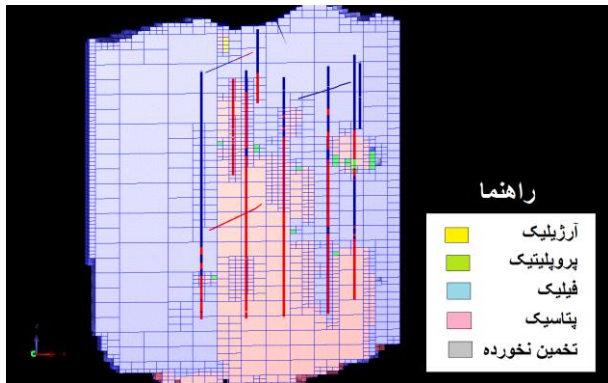 راهنما
آرژیلیک
پروپلیتیک
فیلیک
پتاسیک
تخمین نخورده